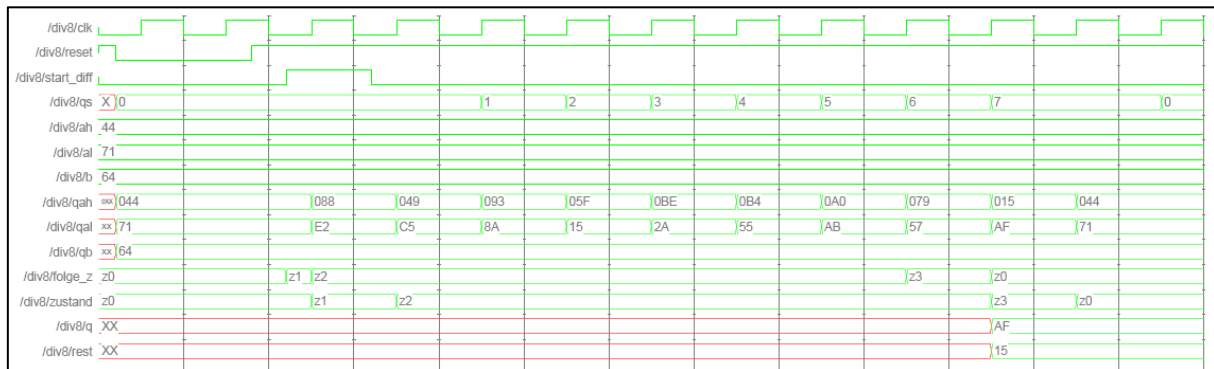 /div8/clk
/div8/reset
/div8/start_diff
/div8/qs X 0 1 2 3 4 5 6 7 0
/div8/ah 44
/div8/al 71
/div8/b 64
/div8/qah 0XX 044 088 049 093 05F 0BE 0B4 0A0 079 015 044
/div8/qal XX 71 E2 C5 8A 15 2A 55 AB 57 AF 71
/div8/qb XX 64
/div8/folge_z z0 z1 z2 z3 z0
/div8/zustand z0 z1 z2 z3 z0
/div8/q XX AF
/div8/rest XX 15